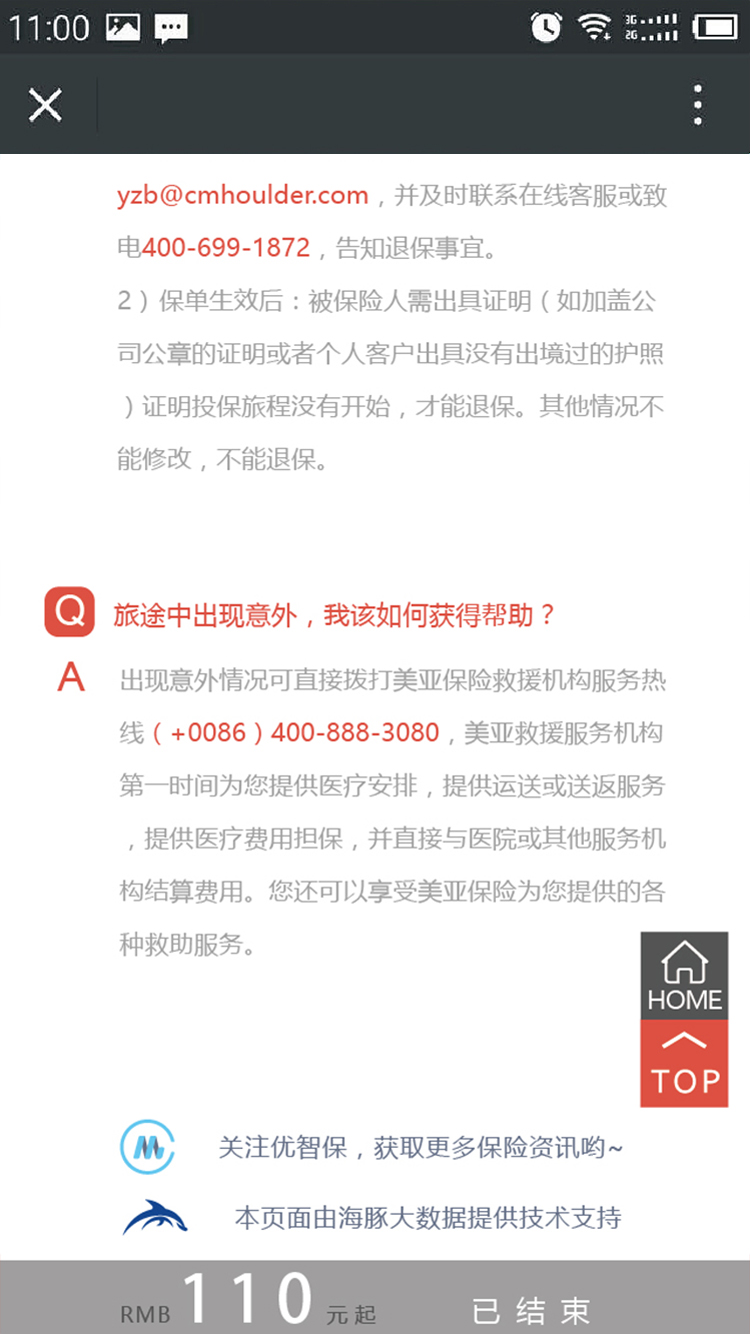 11:00
3G
2G
yzb@cmhoulder.com，并及时联系在线客服或致
电400-699-1872，告知退保事宜。
2）保单生效后：被保险人需出具证明（如加盖公
司公章的证明或者个人客户出具没有出境过的护照
）证明投保旅程没有开始，才能退保。其他情况不
能修改，不能退保。
Q 旅途中出现意外，我该如何获得帮助？
A 出现意外情况可直接拨打美亚保险救援机构服务热
线（+0086）400-888-3080，美亚救援服务机构
第一时间为您提供医疗安排，提供运送或送返服务
，提供医疗费用担保，并直接与医院或其他服务机
构结算费用。您还可以享受美亚保险为您提供的各
种救助服务。
HOME
TOP
关注优智保，获取更多保险资讯哟~
本页面由海豚大数据提供技术支持
RMB 110 元起 已结束